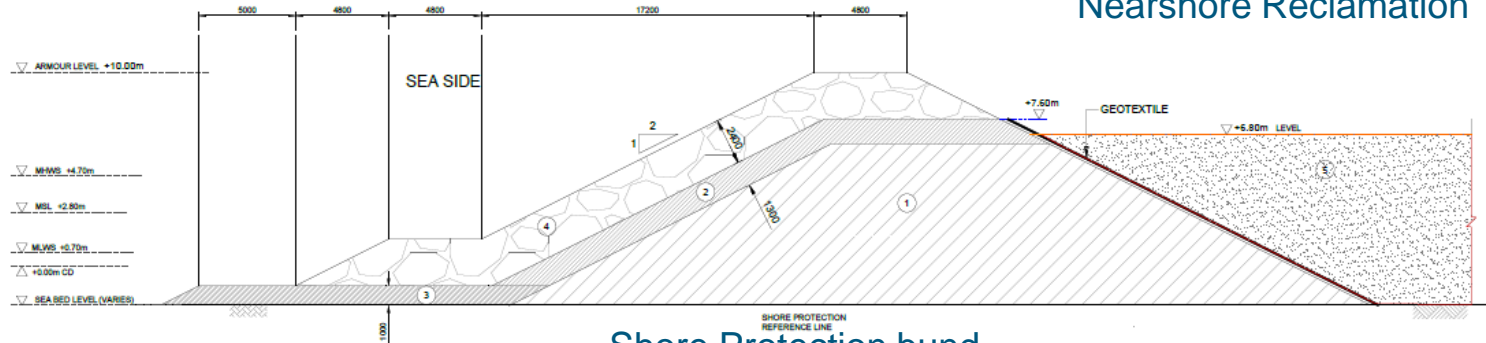 Nearshore Reclamation
5000
4800
4800
17200
4800
ARMOUR LEVEL +10.00m
SEA SIDE
2
1
2400
+7.60m
GEOTEXTILE
+6.80m LEVEL
5
MHWS +4.70m
2
1
1300
MSL +2.80m
4
MLWS +0.70m
+0.00m CD
3
SEA BED LEVEL (VARIES)
1000
SHORE PROTECTION
REFERENCE LINE
Shore Protection bund